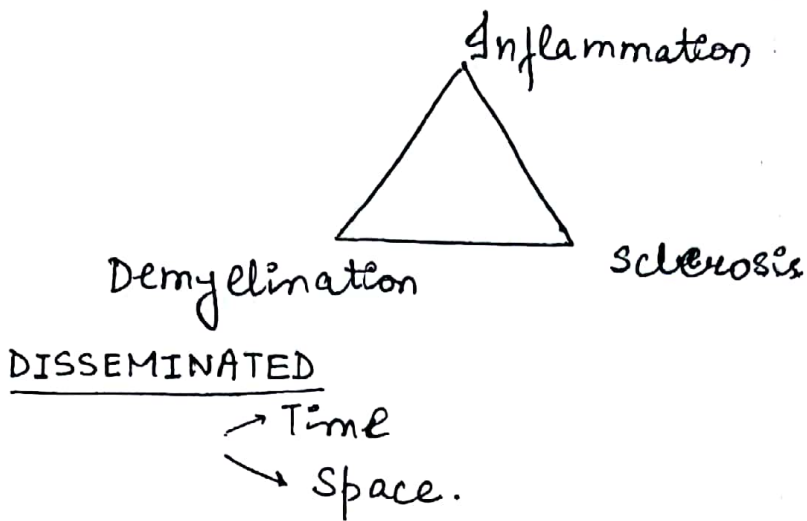 Inflammation
Demyelination
Sclerosis
DISSEMINATED
Time
Space.